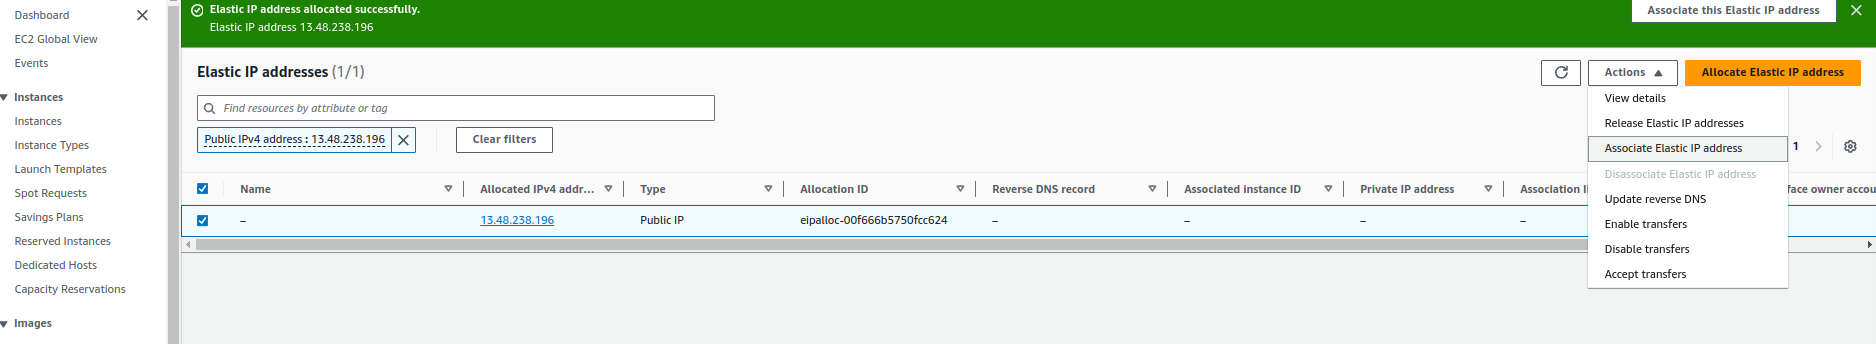 Dashboard
EC2 Global View
Events
Instances
Instances
Instance Types
Launch Templates
Spot Requests
Savings Plans
Reserved Instances
Dedicated Hosts
Capacity Reservations
Images
Elastic IP address allocated successfully.
Elastic IP address 13.48.238.196
Associate this Elastic IP address
Elastic IP addresses (1/1)
Actions
Allocate Elastic IP address
Find resources by attribute or tag
Public IPv4 address : 13.48.238.196
Clear filters
View details
Release Elastic IP addresses
Associate Elastic IP address
Disassociate Elastic IP address
Update reverse DNS
Enable transfers
Disable transfers
Accept transfers
1
Name Allocated IPv4 addr... Type Allocation ID Reverse DNS record Associated instance ID Private IP address Association I face owner accou
– 13.48.238.196 Public IP eipalloc-00f666b5750fcc624 – – – –